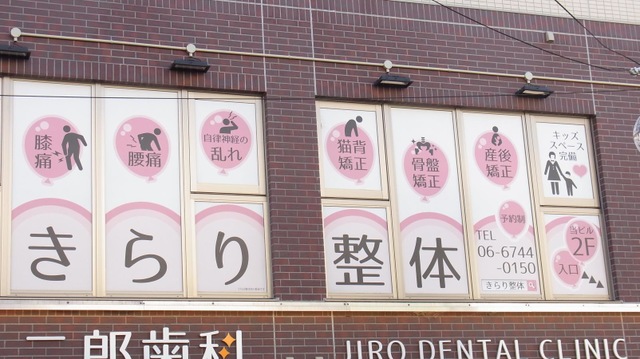 膝痛
腰痛
自律神経の
乱れ
猫背
矯正
骨盤
矯正
産後
矯正
キッズ
スペース
完備
きらり整体
予約制
TEL
06-6744
-0150
きらり整体
当ビル
2F
入口
二郎歯科
JIRO DENTAL CLINIC